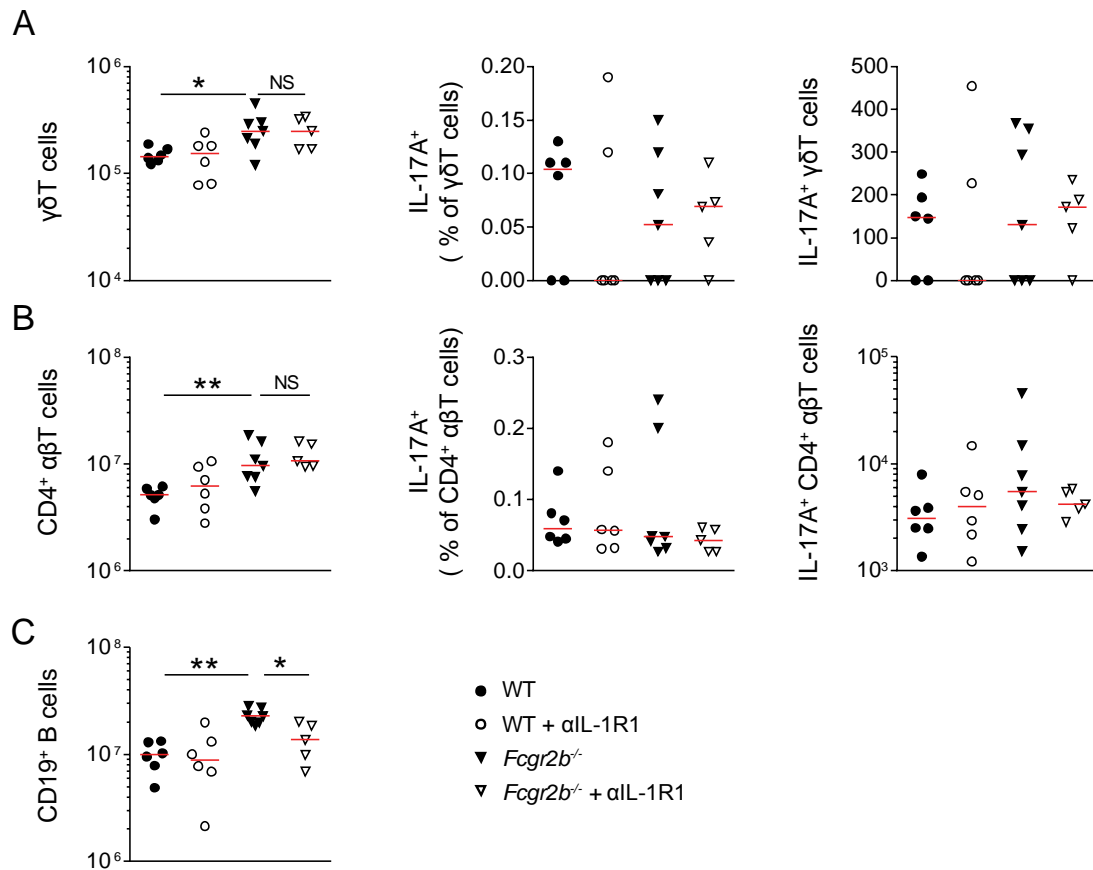 A
γδT cells
10⁶
10⁵
10⁴
*
NS
IL-17A⁺
( % of γδT cells)
0.20
0.15
0.10
0.05
0.00
IL-17A⁺ γδT cells
500
400
300
200
100
0
B
CD4⁺ αβT cells
10⁸
10⁷
10⁶
**
NS
IL-17A⁺
( % of CD4⁺ αβT cells)
0.3
0.2
0.1
0.0
IL-17A⁺ CD4⁺ αβT cells
10⁵
10⁴
10³
C
CD19⁺ B cells
10⁸
10⁷
10⁶
**
*
WT
WT + αIL-1R1
Fcgr2b⁻/⁻
Fcgr2b⁻/⁻ + αIL-1R1